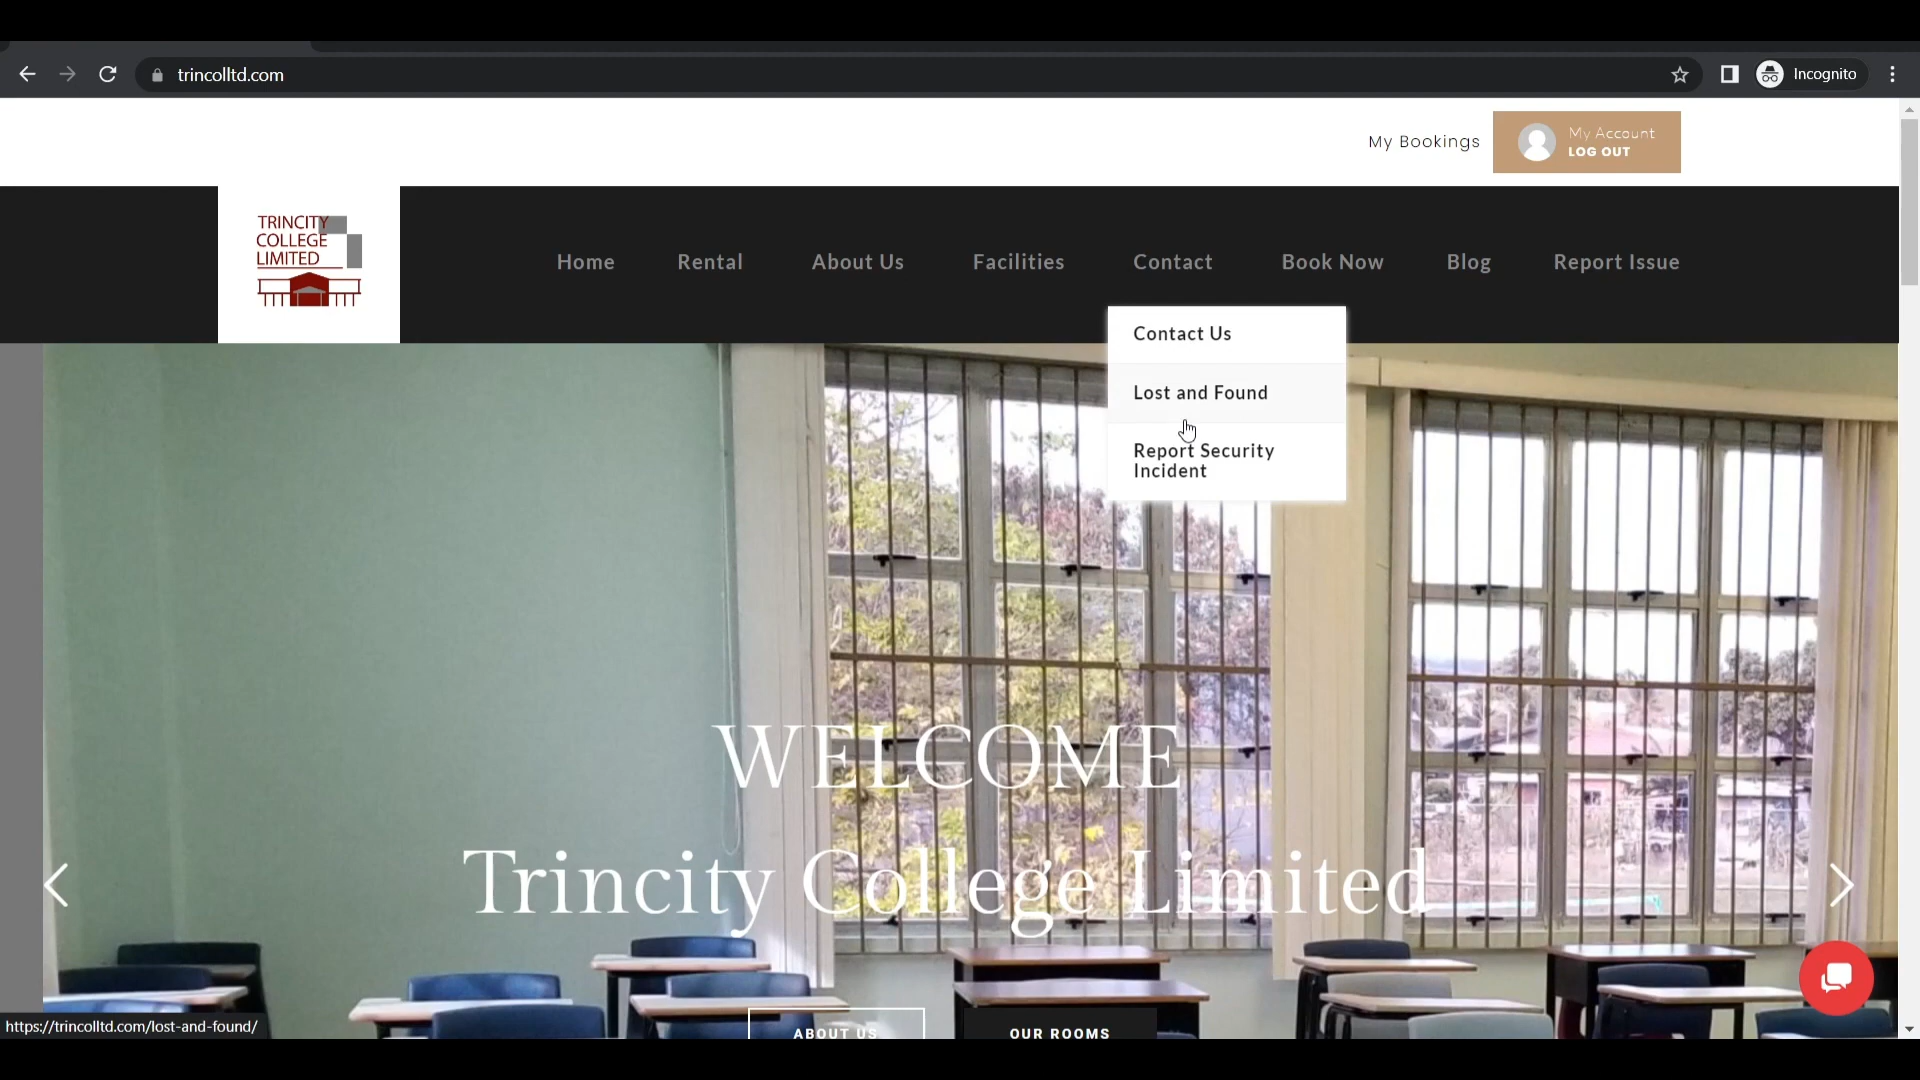 trincolltd.com
Incognito
My Bookings
My Account
LOG OUT
TRINCITY
COLLEGE
LIMITED
Home
Rental
About Us
Facilities
Contact
Book Now
Blog
Report Issue
Contact Us
Lost and Found
Report Security
Incident
WELCOME
Trincity College Limited
ABOUT US
OUR ROOMS
https://trincolltd.com/lost-and-found/